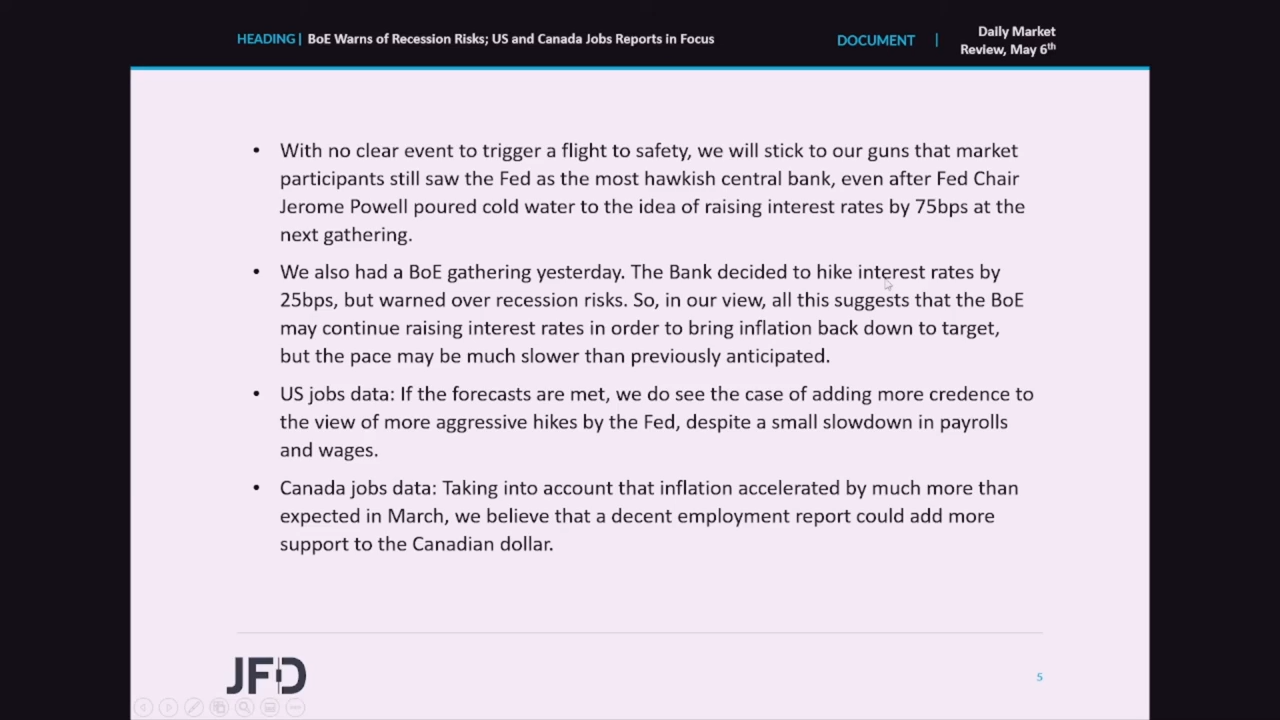 HEADING | BoE Warns of Recession Risks; US and Canada Jobs Reports in Focus
DOCUMENT |
Daily Market
Review, May 6th
• With no clear event to trigger a flight to safety, we will stick to our guns that market
participants still saw the Fed as the most hawkish central bank, even after Fed Chair
Jerome Powell poured cold water to the idea of raising interest rates by 75bps at the
next gathering.
• We also had a BoE gathering yesterday. The Bank decided to hike interest rates by
25bps, but warned over recession risks. So, in our view, all this suggests that the BoE
may continue raising interest rates in order to bring inflation back down to target,
but the pace may be much slower than previously anticipated.
• US jobs data: If the forecasts are met, we do see the case of adding more credence to
the view of more aggressive hikes by the Fed, despite a small slowdown in payrolls
and wages.
• Canada jobs data: Taking into account that inflation accelerated by much more than
expected in March, we believe that a decent employment report could add more
support to the Canadian dollar.
JFD
5